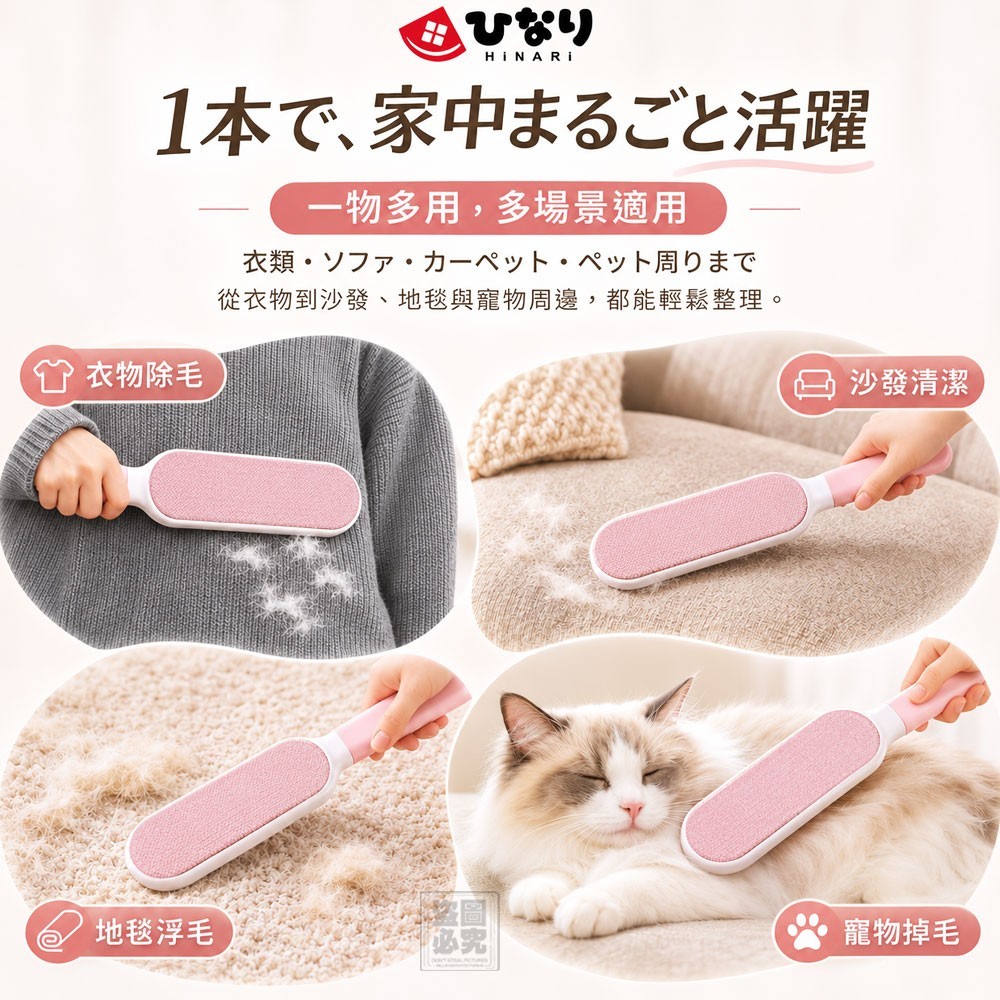 ひなり
HiNARi
1本で、家中まるごと活躍
一物多用，多場景適用
衣類・ソファ・カーペット・ペット周りまで
從衣物到沙發、地毯與寵物周邊，都能輕鬆整理。
衣物除毛
沙發清潔
地毯浮毛
寵物掉毛
盜圖
必究